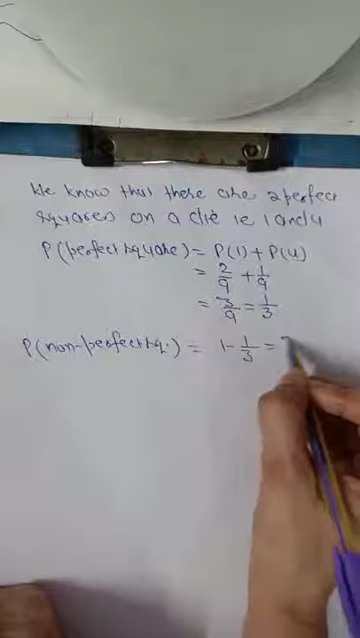 We know that there are 2 perfect
squares on a die ie 1 and 4
P(perfect square) = P(1) + P(4)
= 2/9 + 1/9
= 3/9 = 1/3
P(non-perfect sq.) = 1 - 1/3 =